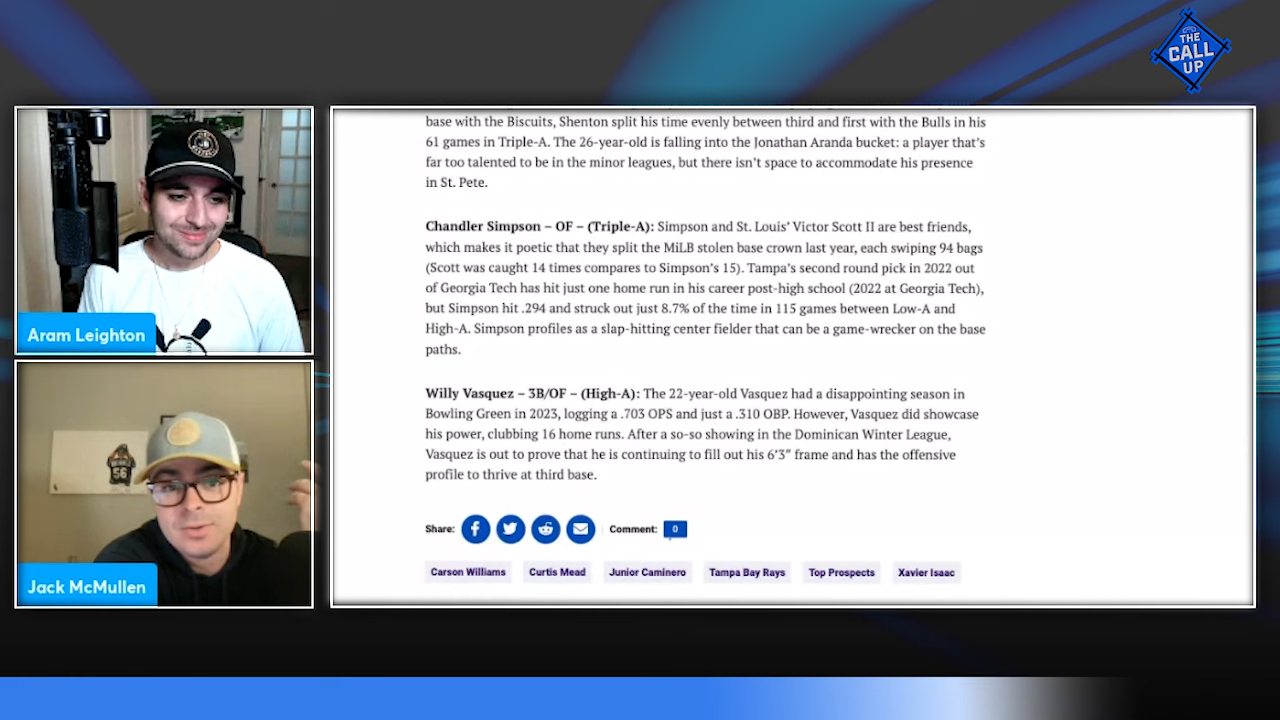 THE
CALL
UP
base with the Biscuits, Shenton split his time evenly between third and first with the Bulls in his
61 games in Triple-A. The 26-year-old is falling into the Jonathan Aranda bucket: a player that's
far too talented to be in the minor leagues, but there isn't space to accommodate his presence
in St. Pete.
Chandler Simpson – OF – (Triple-A): Simpson and St. Louis' Victor Scott II are best friends,
which makes it poetic that they split the MiLB stolen base crown last year, each swiping 94 bags
(Scott was caught 14 times compares to Simpson's 15). Tampa's second round pick in 2022 out
of Georgia Tech has hit just one home run in his career post-high school (2022 at Georgia Tech),
but Simpson hit .294 and struck out just 8.7% of the time in 115 games between Low-A and
High-A. Simpson profiles as a slap-hitting center fielder that can be a game-wrecker on the base
paths.
Willy Vasquez – 3B/OF – (High-A): The 22-year-old Vasquez had a disappointing season in
Bowling Green in 2023, logging a .703 OPS and just a .310 OBP. However, Vasquez did showcase
his power, clubbing 16 home runs. After a so-so showing in the Dominican Winter League,
Vasquez is out to prove that he is continuing to fill out his 6'3" frame and has the offensive
profile to thrive at third base.
Share:
Comment: 0
Carson Williams Curtis Mead Junior Caminero Tampa Bay Rays Top Prospects Xavier Isaac
Aram Leighton
56
Jack McMullen